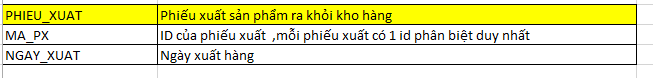 PHIEU_XUAT Phiếu xuất sản phẩm ra khỏi kho hàng
MA_PX ID của phiếu xuất ,mỗi phiếu xuất có 1 id phân biệt duy nhất
NGAY_XUAT Ngày xuất hàng